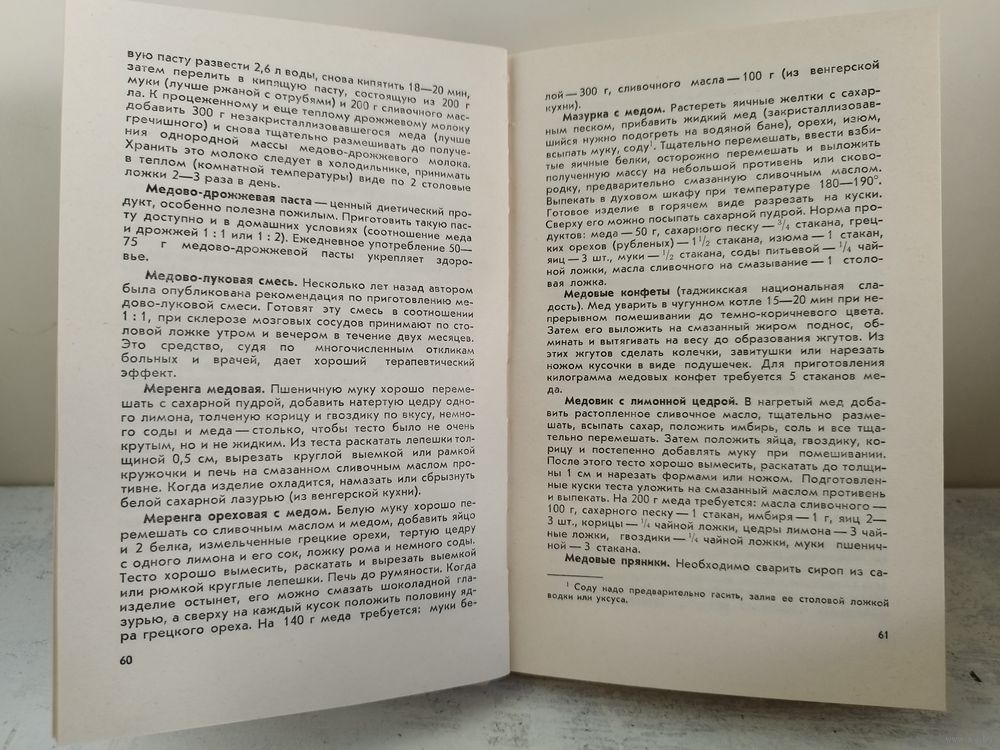 вую пасту развести 2,6 л воды, снова кипятить 18—20 мин,
затем перелить в кипящую пасту, состоящую из 200 г
муки (лучше ржаной с отрубями) и 200 г сливочного мас-
ла. К процеженному и еще теплому дрожжевому молоку
добавить 300 г незакристаллизовавшегося меда (лучше
гречишного) и снова тщательно размешивать до получе-
ния однородной массы медово-дрожжевого молока.
Хранить это молоко следует в холодильнике, принимать
в теплом (комнатной температуры) виде по 2 столовые
ложки 2—3 раза в день.
Медово-дрожжевая паста — ценный диетический про-
дукт, особенно полезна пожилым. Приготовить такую пас-
ту доступно и в домашних условиях (соотношение меда
и дрожжей 1 : 1 или 1 : 2). Ежедневное употребление 50—
75 г медово-дрожжевой пасты укрепляет здоро-
вье.
Медово-луковая смесь. Несколько лет назад автором
была опубликована рекомендация по приготовлению ме-
дово-луковой смеси. Готовят эту смесь в соотношении
1 : 1, при склерозе мозговых сосудов принимают по сто-
ловой ложке утром и вечером в течение двух месяцев.
Это средство, судя по многочисленным откликам
больных и врачей, дает хороший терапевтический
эффект.
Меренга медовая. Пшеничную муку хорошо переме-
шать с сахарной пудрой, добавить натертую цедру одно-
го лимона, толченую корицу и гвоздику по вкусу, немно-
го соды и меда — столько, чтобы тесто было не очень
крутым, но и не жидким. Из теста раскатать лепешки тол-
щиной 0,5 см, вырезать круглой выемкой или рамкой
кружочки и печь на смазанном сливочным маслом про-
тивне. Когда изделие охладится, намазать или сбрызнуть
белой сахарной лазурью (из венгерской кухни).
Меренга ореховая с медом. Белую муку хорошо пе-
ремешать со сливочным маслом и медом, добавить яйцо
и 2 белка, измельченные грецкие орехи, тертую цедру
с одного лимона и его сок, ложку рома и немного соды.
Тесто хорошо вымесить, раскатать и вырезать выемкой
или рюмкой круглые лепешки. Печь до румяности. Когда
изделие остынет, его можно смазать шоколадной гла-
зурью, а сверху на каждый кусок положить половину яд-
ра грецкого ореха. На 140 г меда требуется: муки бе-
60
лой — 300 г, сливочного масла — 100 г (из венгерской
кухни).
Мазурка с медом. Растереть яичные желтки с сахар-
ным песком, прибавить жидкий мед (закристаллизовав-
шийся нужно подогреть на водяной бане), орехи, изюм,
всыпать муку, соду¹. Тщательно перемешать, ввести взби-
тые яичные белки, осторожно перемешать и выложить
полученную массу на небольшой противень или сково-
родку, предварительно смазанную сливочным маслом.
Выпекать в духовом шкафу при температуре 180—190°.
Готовое изделие в горячем виде разрезать на куски.
Сверху его можно посыпать сахарной пудрой. Норма про-
дуктов: меда — 50 г, сахарного песку — ³/₄ стакана, грец-
ких орехов (рубленых) — 1¹/₂ стакана, изюма — 1 стакан,
яиц — 3 шт., муки — ¹/₂ стакана, соды питьевой — ¹/₄ чай-
ной ложки, масла сливочного на смазывание — 1 столо-
вая ложка.
Медовые конфеты (таджикская национальная сла-
дость). Мед уварить в чугунном котле 15—20 мин при не-
прерывном помешивании до темно-коричневого цвета.
Затем его выложить на смазанный жиром поднос, об-
минать и вытягивать на весу до образования жгутов. Из
этих жгутов сделать колечки, завитушки или нарезать
ножом кусочки в виде подушечек. Для приготовления
килограмма медовых конфет требуется 5 стаканов ме-
да.
Медовик с лимонной цедрой. В нагретый мед доба-
вить растопленное сливочное масло, тщательно разме-
шать, всыпать сахар, положить имбирь, соль и все тща-
тельно перемешать. Затем положить яйца, гвоздику, ко-
рицу и постепенно добавлять муку при помешивании.
После этого тесто хорошо вымесить, раскатать до толщи-
ны 1 см и нарезать формами или ножом. Подготовлен-
ные куски теста уложить на смазанный маслом противень
и выпекать. На 200 г меда требуется: масла сливочного —
100 г, сахарного песку — 1 стакан, имбиря — 1 г, яиц 2—
3 шт., корицы — ¹/₄ чайной ложки, цедры лимона — 3 чай-
ные ложки, гвоздики — ¹/₄ чайной ложки, муки пшенич-
ной — 3 стакана.
Медовые пряники. Необходимо сварить сироп из са-
¹ Соду надо предварительно гасить, залив ее столовой ложкой
водки или уксуса.
61